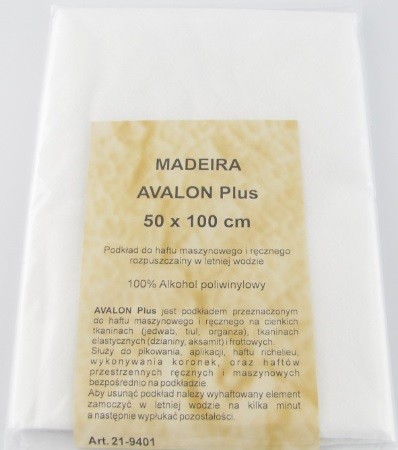 MADEIRA
AVALON Plus
50 x 100 cm
Podkład do haftu maszynowego i ręcznego
rozpuszczalny w letniej wodzie
100% Alkohol poliwinylowy
AVALON Plus jest podkładem przeznaczonym
do haftu maszynowego i ręcznego na cienkich
tkaninach (jedwab, tiul, organza), tkaninach
elastycznych (dzianiny, aksamit) i frottowych.
Służy do pikowania, aplikacji, haftu richelieu,
wykonywania koronek, oraz haftów
przestrzennych ręcznych i maszynowych
bezpośrednio na podkładzie.
Aby usunąć podkład należy wyhaftowany element
zamoczyć w letniej wodzie na kilka minut
a następnie wypłukać pozostałości.
Art. 21-9401